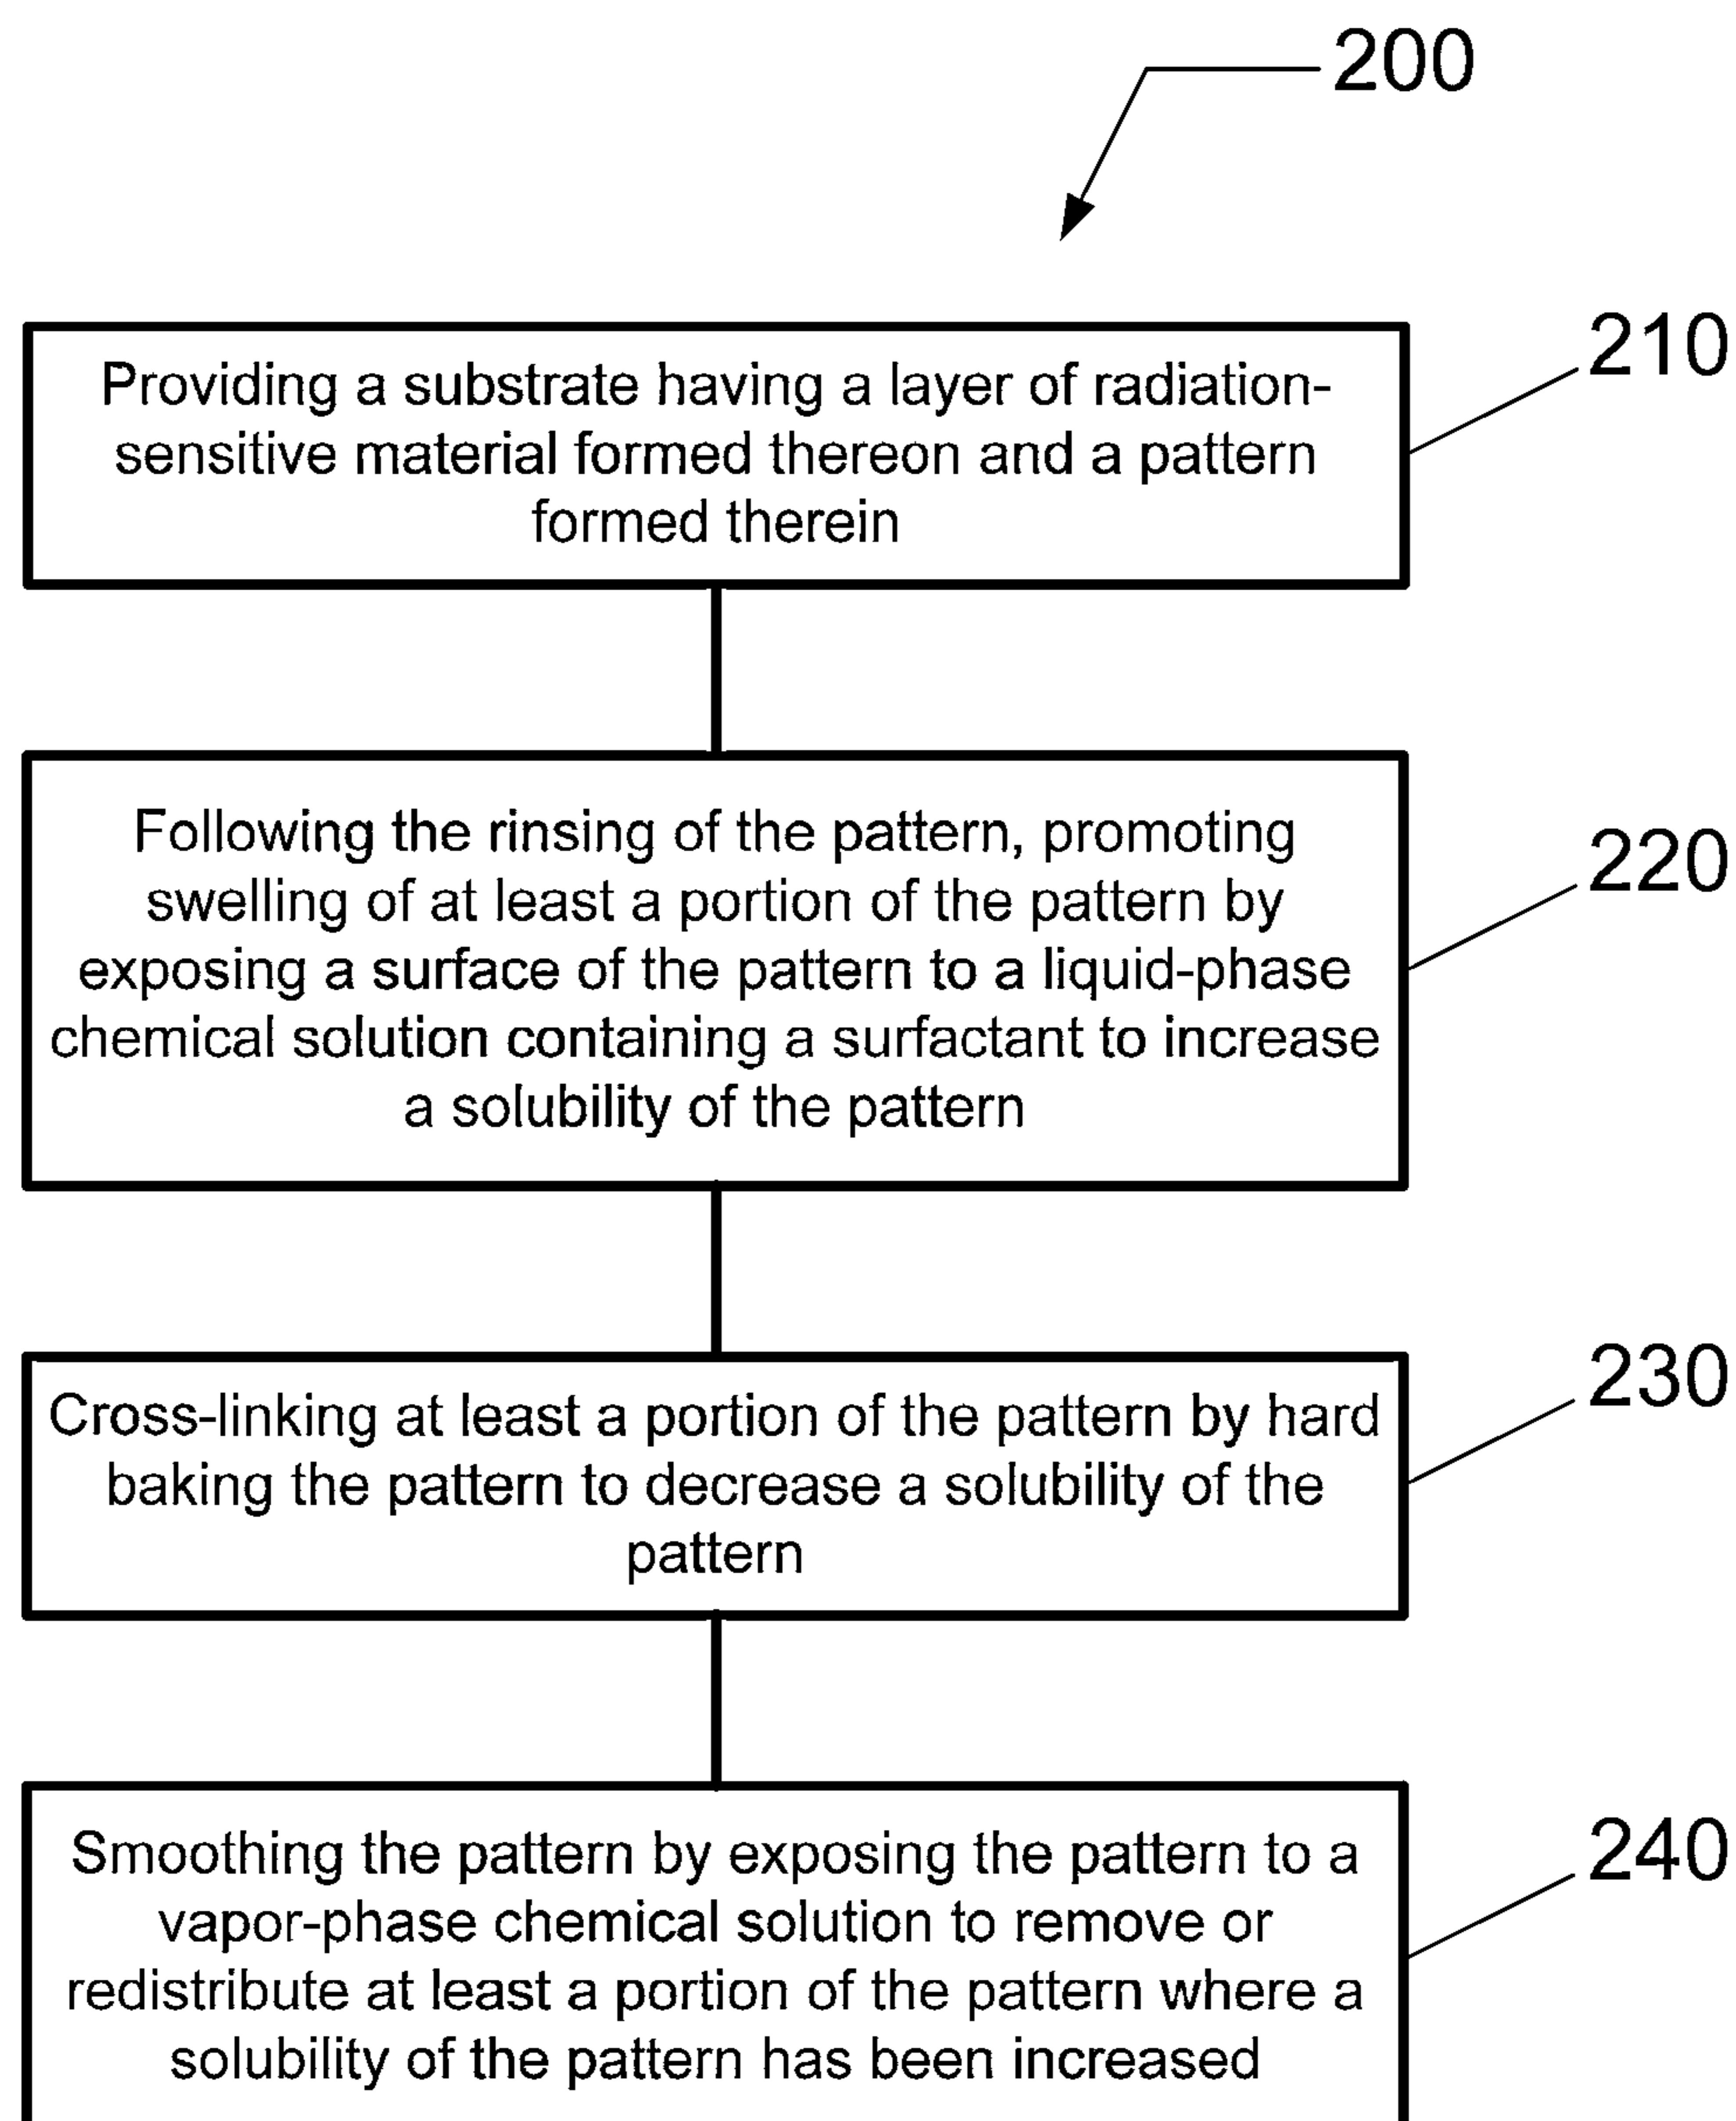 200
210
Providing a substrate having a layer of radiation-
sensitive material formed thereon and a pattern
formed therein
220
Following the rinsing of the pattern, promoting
swelling of at least a portion of the pattern by
exposing a surface of the pattern to a liquid-phase
chemical solution containing a surfactant to increase
a solubility of the pattern
230
Cross-linking at least a portion of the pattern by hard
baking the pattern to decrease a solubility of the
pattern
240
Smoothing the pattern by exposing the pattern to a
vapor-phase chemical solution to remove or
redistribute at least a portion of the pattern where a
solubility of the pattern has been increased